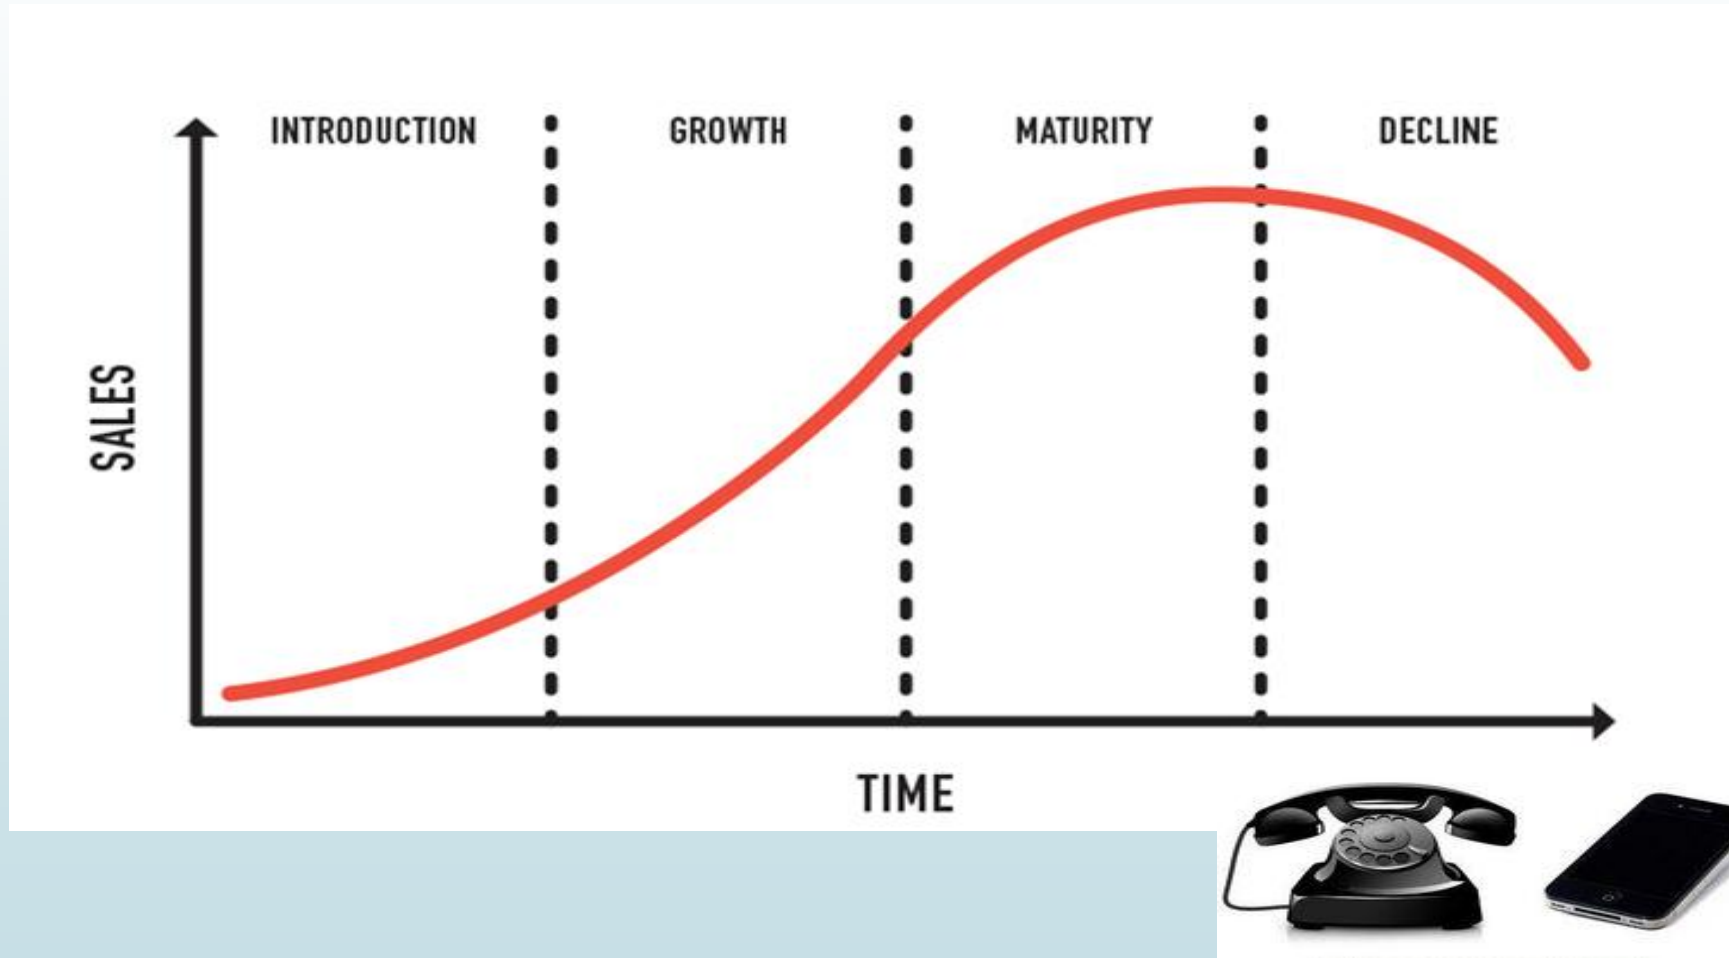 INTRODUCTION
GROWTH
MATURITY
DECLINE
SALES
TIME